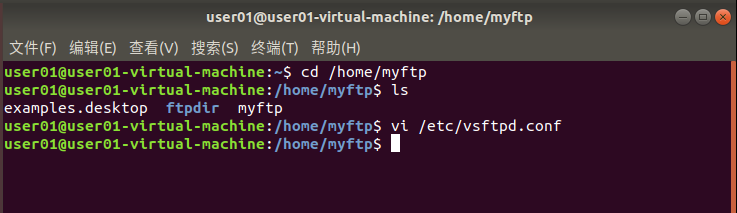 user01@user01-virtual-machine: /home/myftp
文件(F) 编辑(E) 查看(V) 搜索(S) 终端(T) 帮助(H)
user01@user01-virtual-machine:~$ cd /home/myftp
user01@user01-virtual-machine:/home/myftp$ ls
examples.desktop  ftpdir  myftp
user01@user01-virtual-machine:/home/myftp$ vi /etc/vsftpd.conf
user01@user01-virtual-machine:/home/myftp$